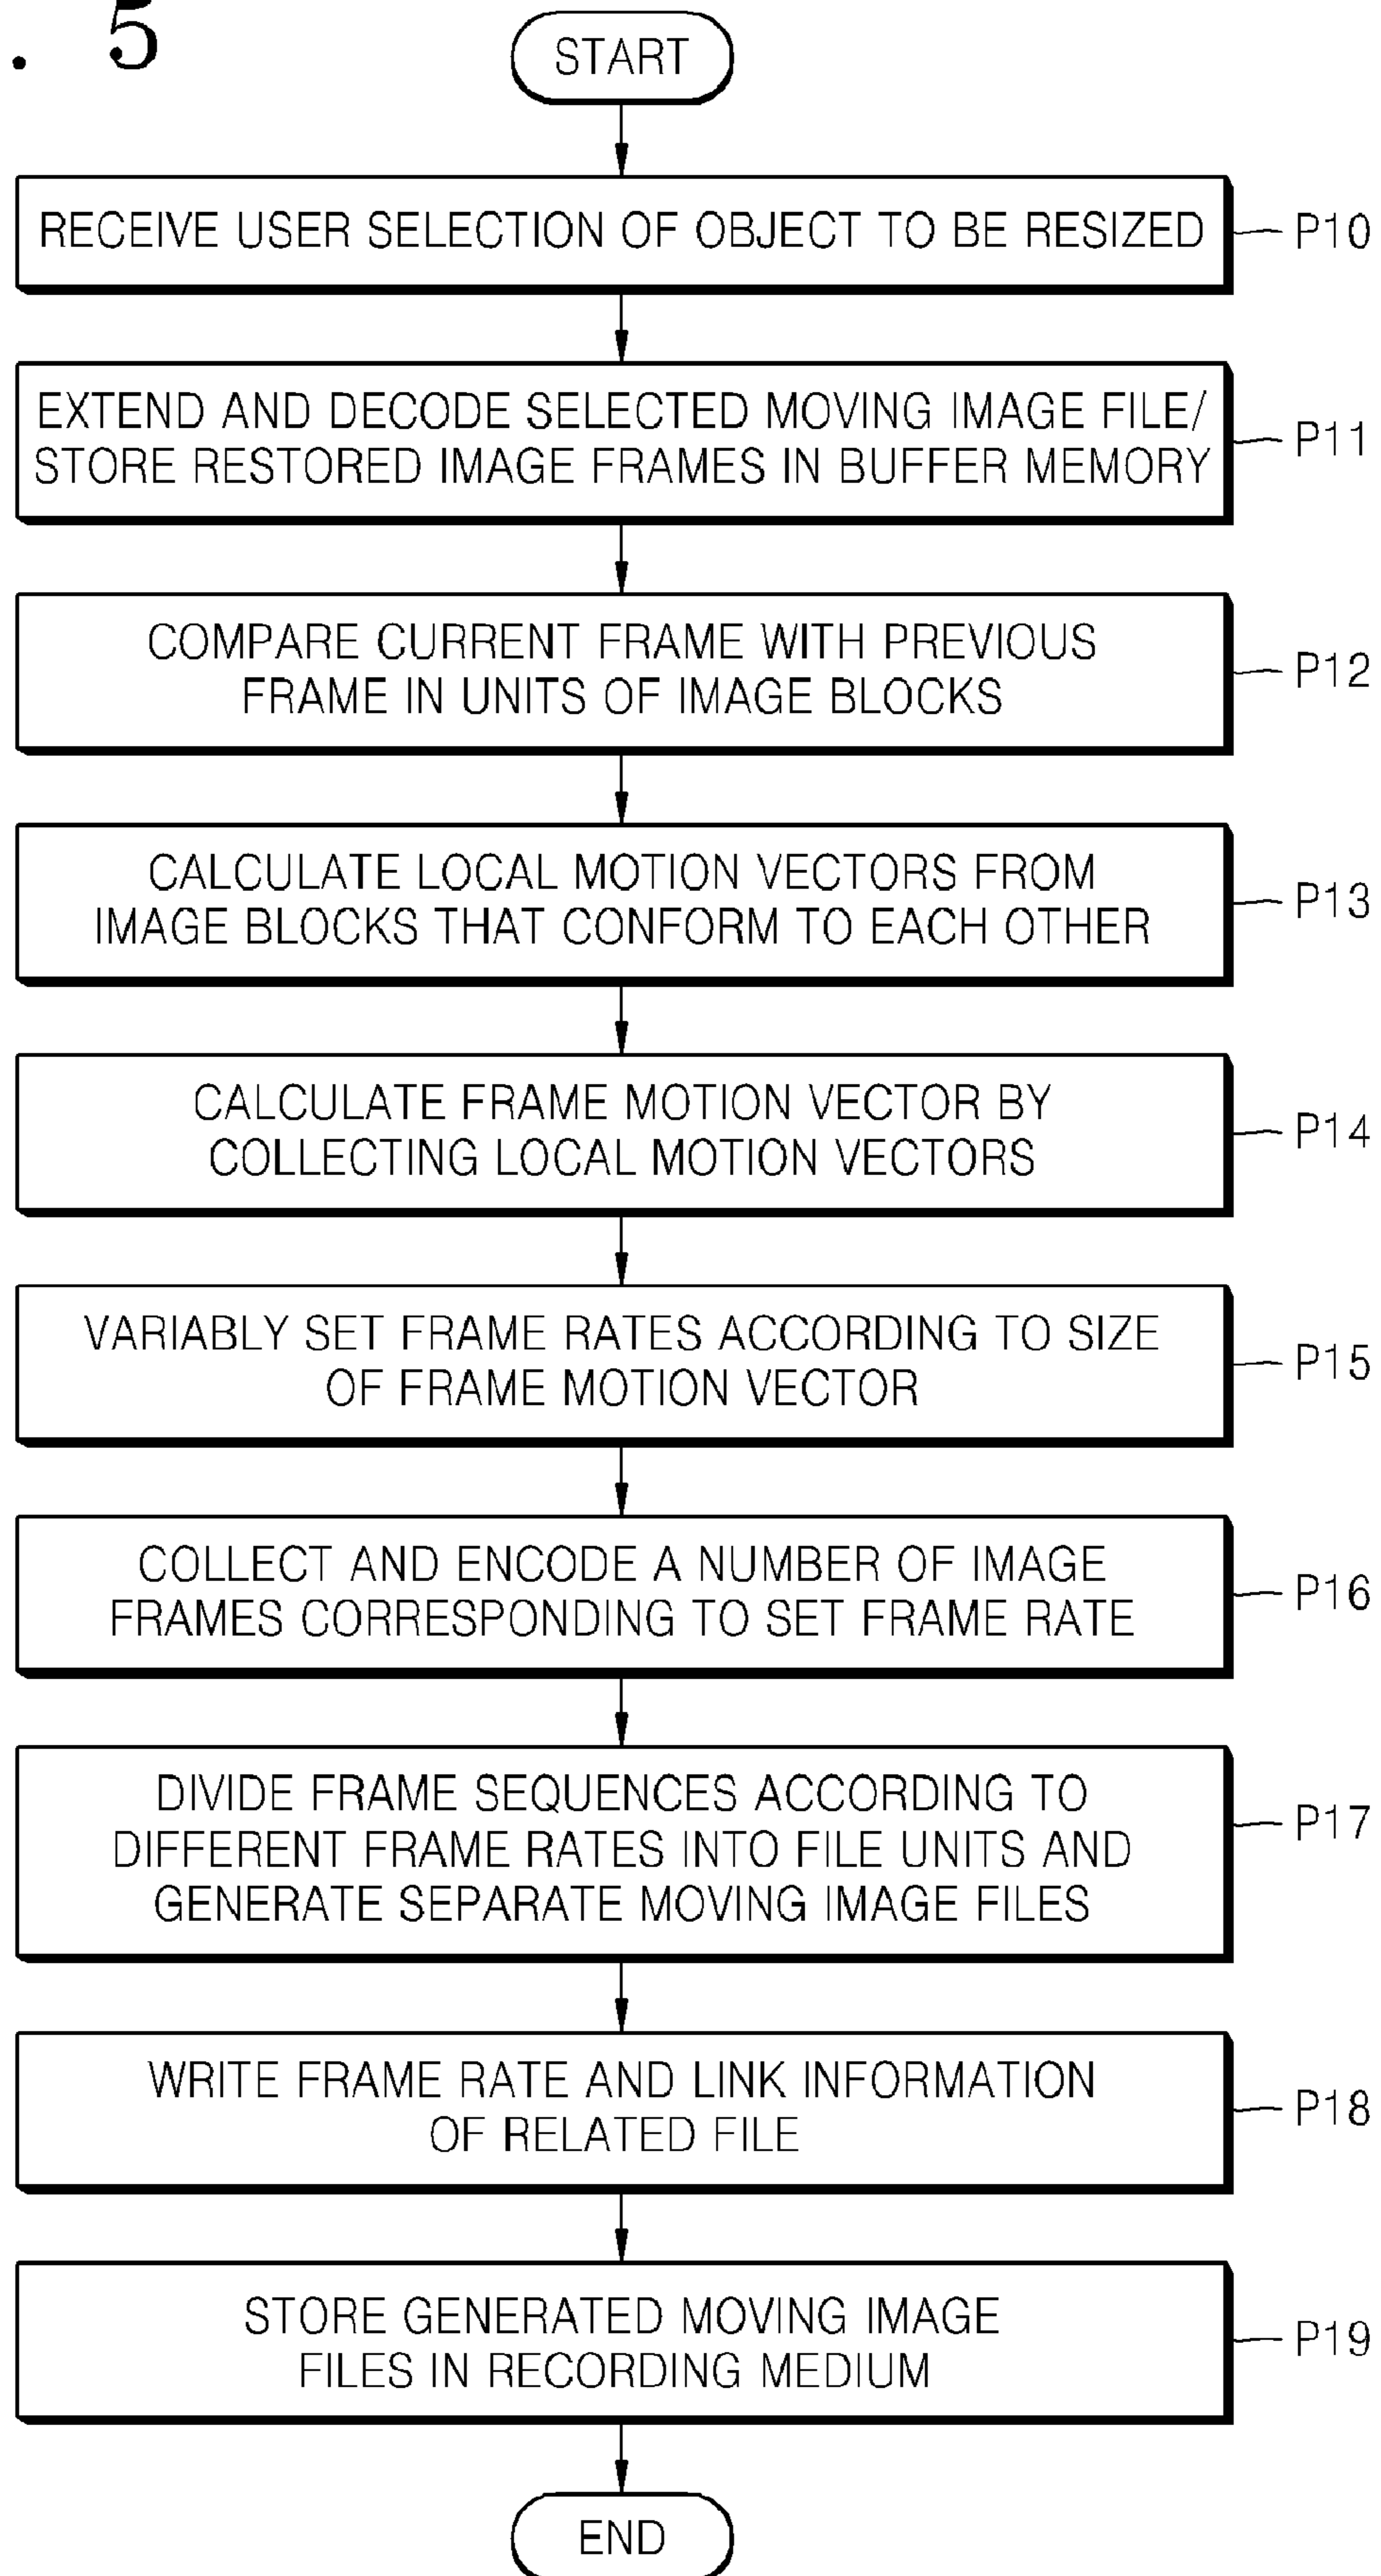 . 5
START
RECEIVE USER SELECTION OF OBJECT TO BE RESIZED
P10
EXTEND AND DECODE SELECTED MOVING IMAGE FILE/
STORE RESTORED IMAGE FRAMES IN BUFFER MEMORY
P11
COMPARE CURRENT FRAME WITH PREVIOUS
FRAME IN UNITS OF IMAGE BLOCKS
P12
CALCULATE LOCAL MOTION VECTORS FROM
IMAGE BLOCKS THAT CONFORM TO EACH OTHER
P13
CALCULATE FRAME MOTION VECTOR BY
COLLECTING LOCAL MOTION VECTORS
P14
VARIABLY SET FRAME RATES ACCORDING TO SIZE
OF FRAME MOTION VECTOR
P15
COLLECT AND ENCODE A NUMBER OF IMAGE
FRAMES CORRESPONDING TO SET FRAME RATE
P16
DIVIDE FRAME SEQUENCES ACCORDING TO
DIFFERENT FRAME RATES INTO FILE UNITS AND
GENERATE SEPARATE MOVING IMAGE FILES
P17
WRITE FRAME RATE AND LINK INFORMATION
OF RELATED FILE
P18
STORE GENERATED MOVING IMAGE
FILES IN RECORDING MEDIUM
P19
END